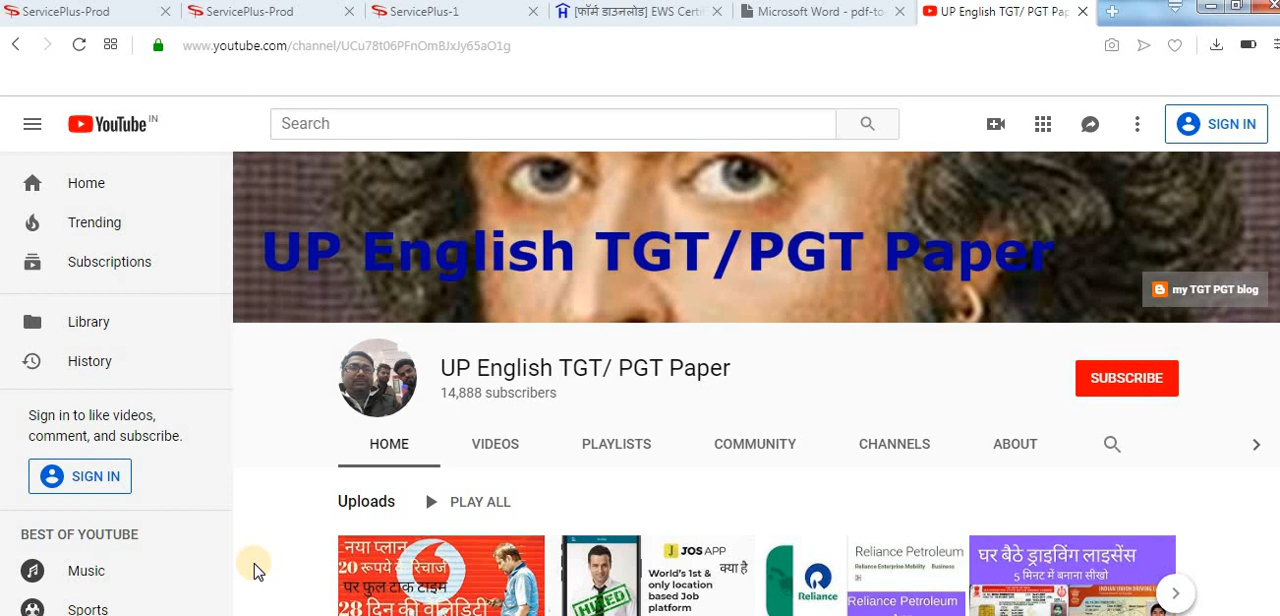 ServicePlus-Prod
ServicePlus-Prod
ServicePlus-1
[फॉर्म डाउनलोड] EWS Certi
Microsoft Word - pdf-to-
UP English TGT/ PGT Pap
www.youtube.com/channel/UCu78t06PFnOmBJxJy65aO1g
YouTube IN
Search
SIGN IN
Home
Trending
Subscriptions
Library
History
Sign in to like videos,
comment, and subscribe.
SIGN IN
BEST OF YOUTUBE
Music
Sports
UP English TGT/PGT Paper
my TGT PGT blog
UP English TGT/ PGT Paper
14,888 subscribers
SUBSCRIBE
HOME
VIDEOS
PLAYLISTS
COMMUNITY
CHANNELS
ABOUT
Uploads
PLAY ALL
नया प्लान
20 रूपये के रिचार्ज
पर फुल टाक टाइम
28 दिन की वैलिडिटी
HIRED
JOS APP
क्या है
World's 1st &
only location
based Job
platform
Reliance
Reliance Petroleum
Reliance Enterprise Mobility Business
Reliance Petroleum
घर बैठे ड्राइविंग लाइसेंस
5 मिनट में बनाना सीखो